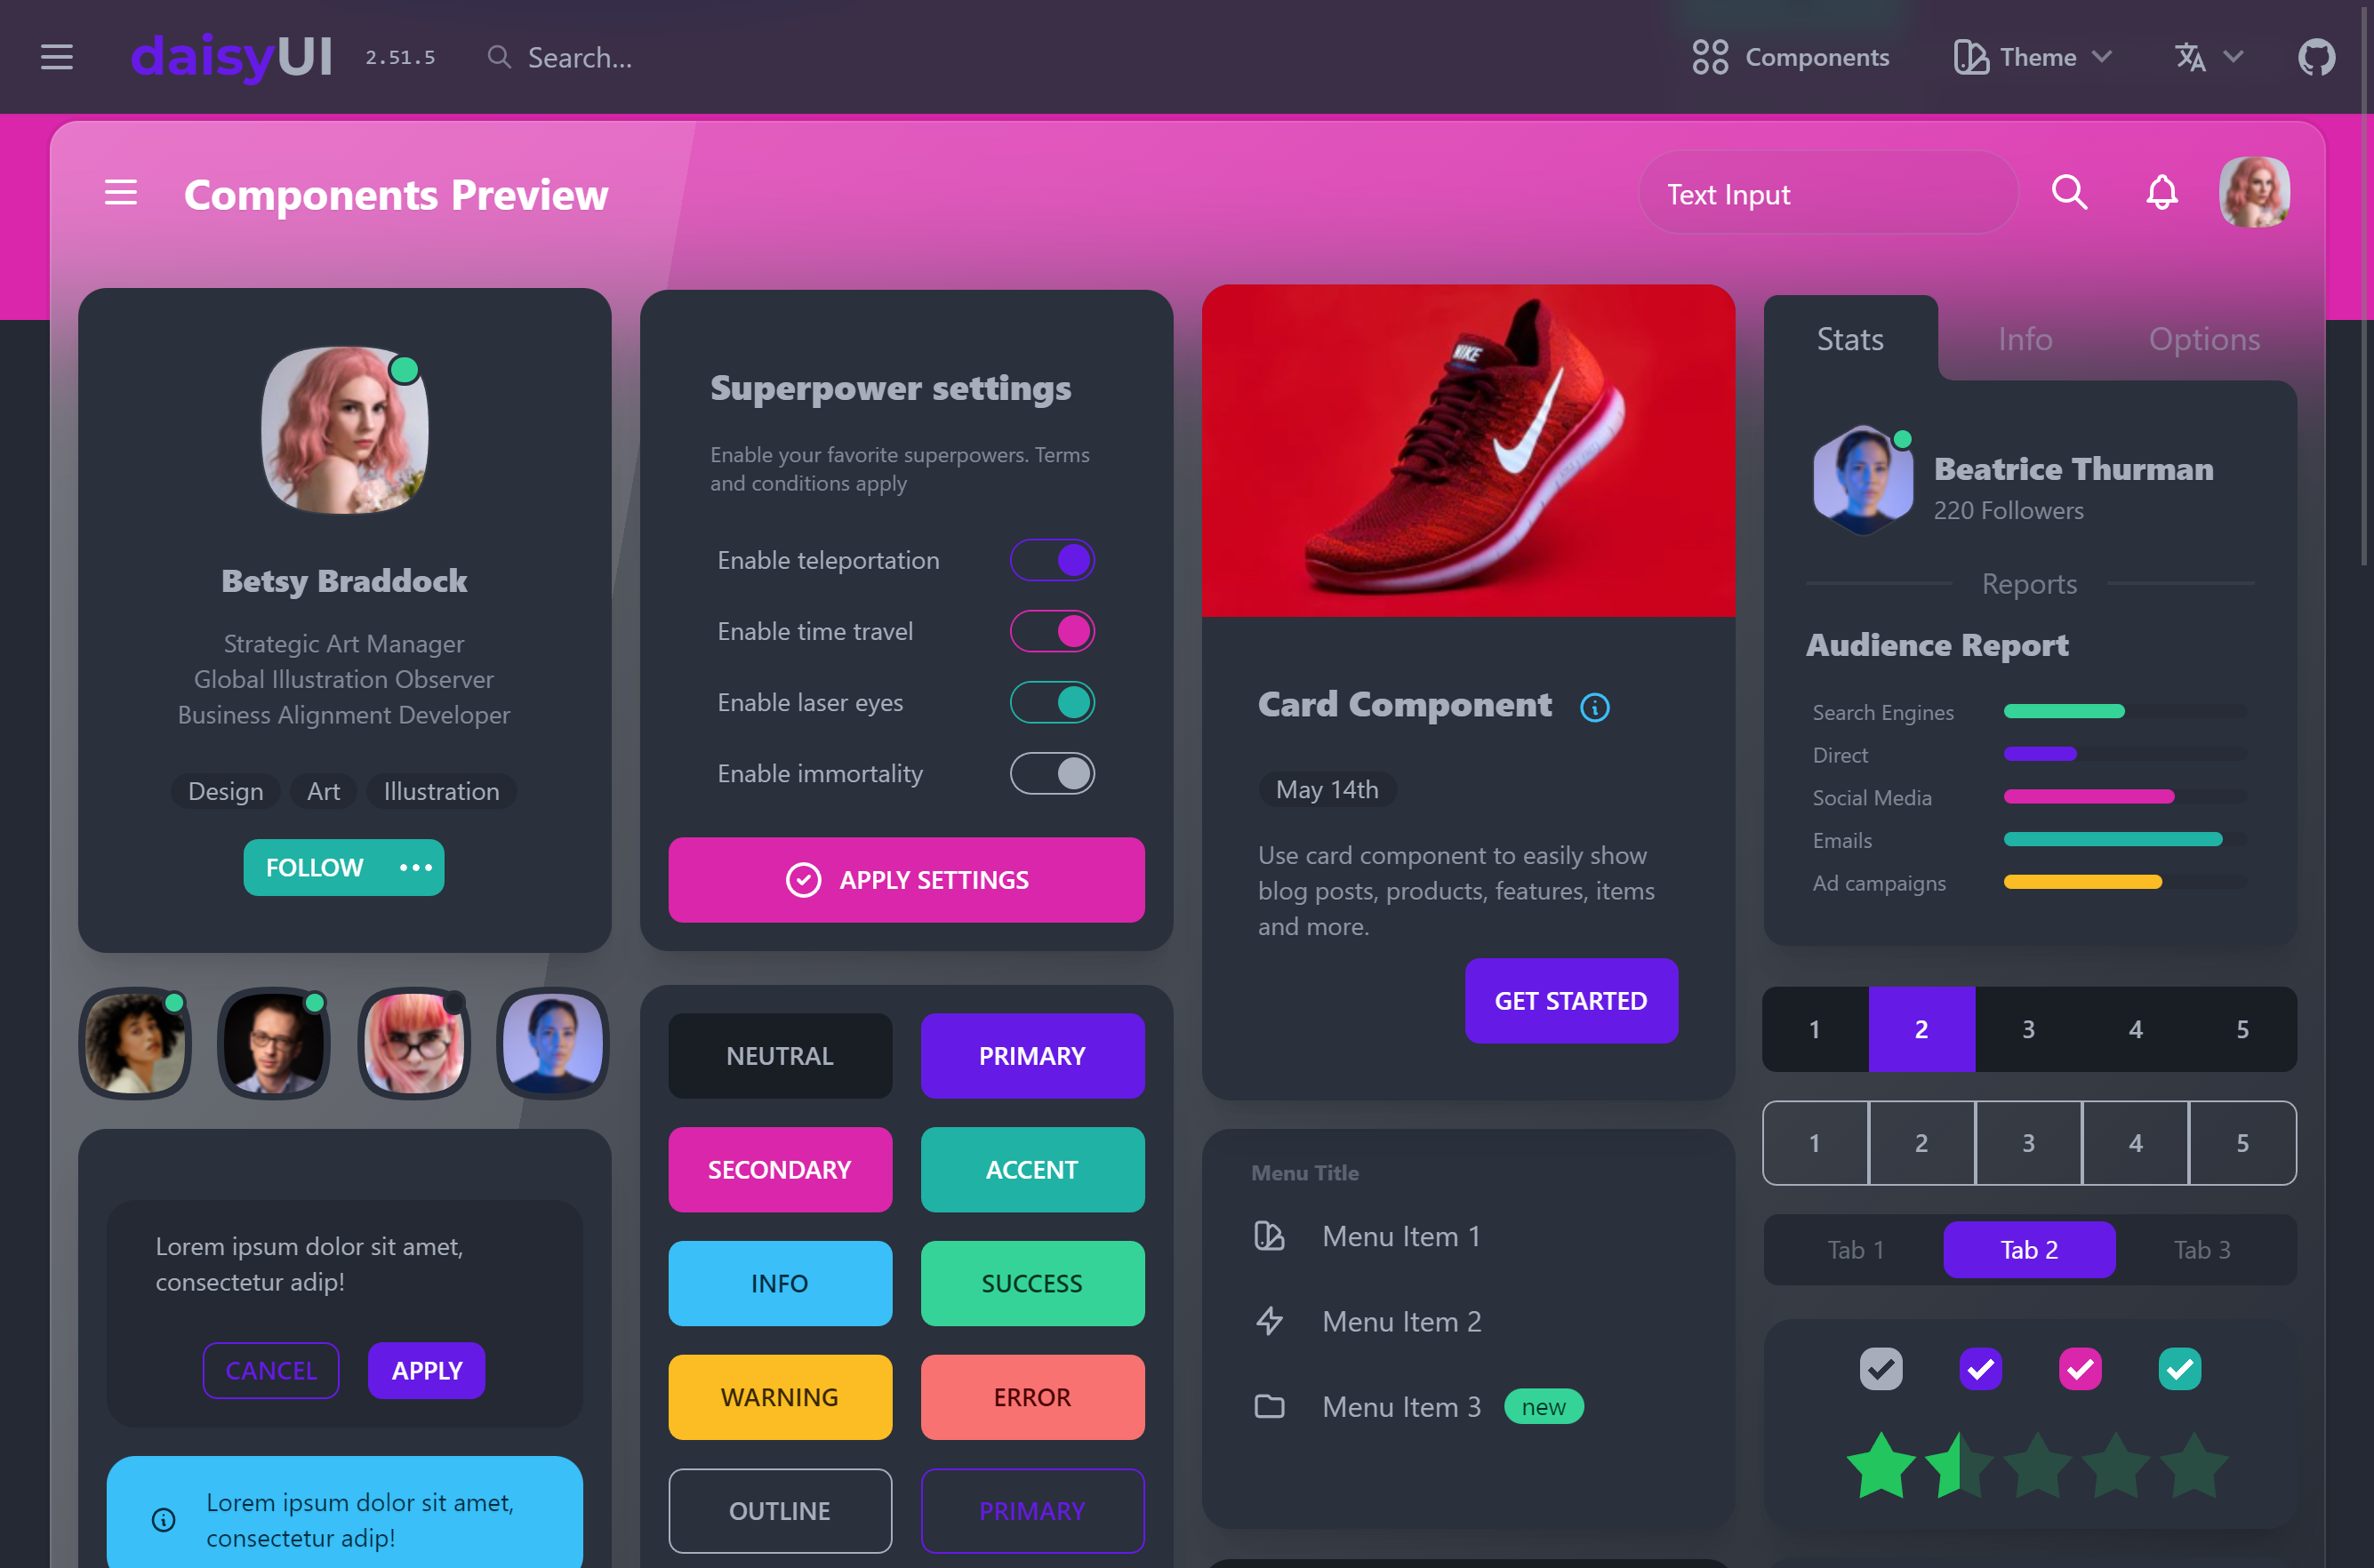 daisyUI 2.51.5 Search... Components Theme
Components Preview Text Input
Betsy Braddock
Strategic Art Manager
Global Illustration Observer
Business Alignment Developer
Design Art Illustration
FOLLOW
Lorem ipsum dolor sit amet,
consectetur adip!
CANCEL APPLY
Lorem ipsum dolor sit amet,
consectetur adip!
Superpower settings
Enable your favorite superpowers. Terms
and conditions apply
Enable teleportation
Enable time travel
Enable laser eyes
Enable immortality
APPLY SETTINGS
NEUTRAL PRIMARY
SECONDARY ACCENT
INFO SUCCESS
WARNING ERROR
OUTLINE PRIMARY
NIKE
Card Component
May 14th
Use card component to easily show
blog posts, products, features, items
and more.
GET STARTED
Menu Title
Menu Item 1
Menu Item 2
Menu Item 3 new
Stats Info Options
Beatrice Thurman
220 Followers
Reports
Audience Report
Search Engines
Direct
Social Media
Emails
Ad campaigns
1 2 3 4 5
1 2 3 4 5
Tab 1 Tab 2 Tab 3